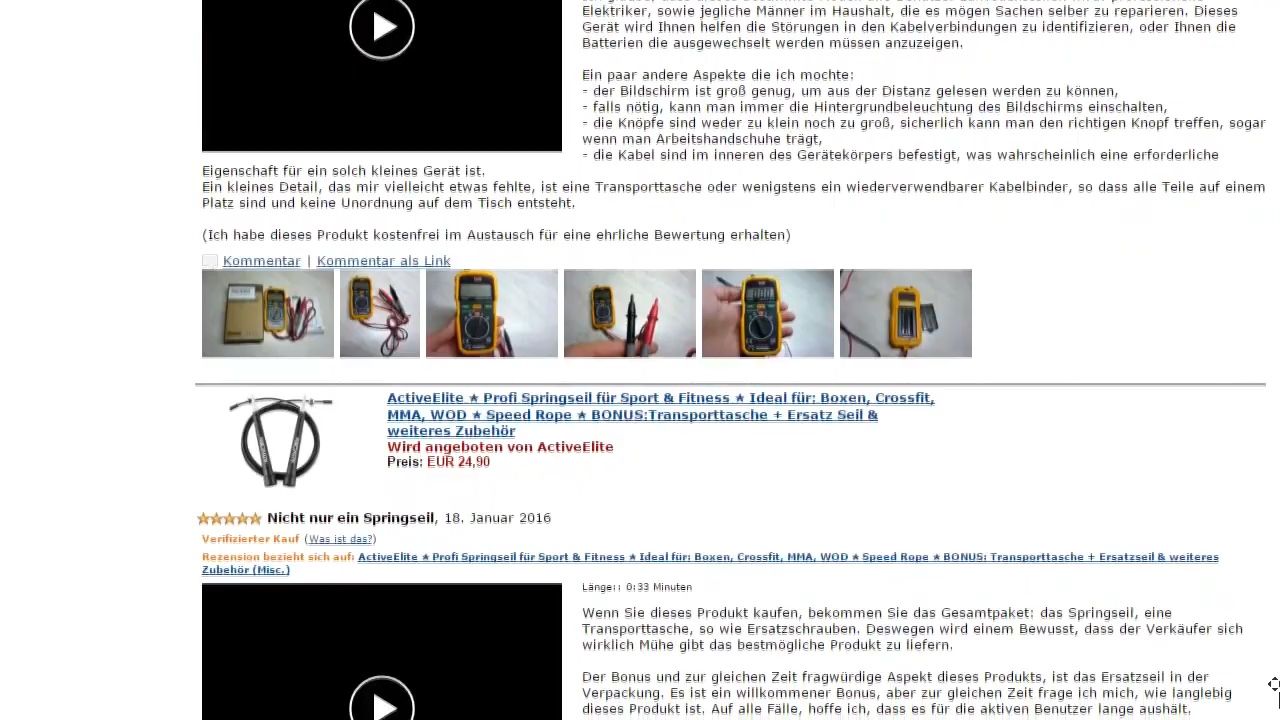 Elektriker, sowie jegliche Männer im Haushalt, die es mögen Sachen selber zu reparieren. Dieses
Gerät wird Ihnen helfen die Störungen in den Kabelverbindungen zu identifizieren, oder Ihnen die
Batterien die ausgewechselt werden müssen anzuzeigen.
Ein paar andere Aspekte die ich mochte:
- der Bildschirm ist groß genug, um aus der Distanz gelesen werden zu können,
- falls nötig, kann man immer die Hintergrundbeleuchtung des Bildschirms einschalten,
- die Knöpfe sind weder zu klein noch zu groß, sicherlich kann man den richtigen Knopf treffen, sogar
wenn man Arbeitshandschuhe trägt,
- die Kabel sind im inneren des Gerätekörpers befestigt, was wahrscheinlich eine erforderliche
Eigenschaft für ein solch kleines Gerät ist.
Ein kleines Detail, das mir vielleicht etwas fehlte, ist eine Transporttasche oder wenigstens ein wiederverwendbarer Kabelbinder, so dass alle Teile auf einem
Platz sind und keine Unordnung auf dem Tisch entsteht.
(Ich habe dieses Produkt kostenfrei im Austausch für eine ehrliche Bewertung erhalten)
Kommentar | Kommentar als Link
ActiveElite ★ Profi Springseil für Sport & Fitness ★ Ideal für: Boxen, Crossfit,
MMA, WOD ★ Speed Rope ★ BONUS:Transporttasche + Ersatz Seil &
weiteres Zubehör
Wird angeboten von ActiveElite
Preis: EUR 24,90
Nicht nur ein Springseil, 18. Januar 2016
Verifizierter Kauf (Was ist das?)
Rezension bezieht sich auf: ActiveElite ★ Profi Springseil für Sport & Fitness ★ Ideal für: Boxen, Crossfit, MMA, WOD ★ Speed Rope ★ BONUS: Transporttasche + Ersatzseil & weiteres
Zubehör (Misc.)
Länge:: 0:33 Minuten
Wenn Sie dieses Produkt kaufen, bekommen Sie das Gesamtpaket: das Springseil, eine
Transporttasche, so wie Ersatzschrauben. Deswegen wird einem Bewusst, dass der Verkäufer sich
wirklich Mühe gibt das bestmögliche Produkt zu liefern.
Der Bonus und zur gleichen Zeit fragwürdige Aspekt dieses Produkts, ist das Ersatzseil in der
Verpackung. Es ist ein willkommener Bonus, aber zur gleichen Zeit frage ich mich, wie langlebig
dieses Produkt ist. Auf alle Fälle, hoffe ich, dass es für die aktiven Benutzer lange aushält.